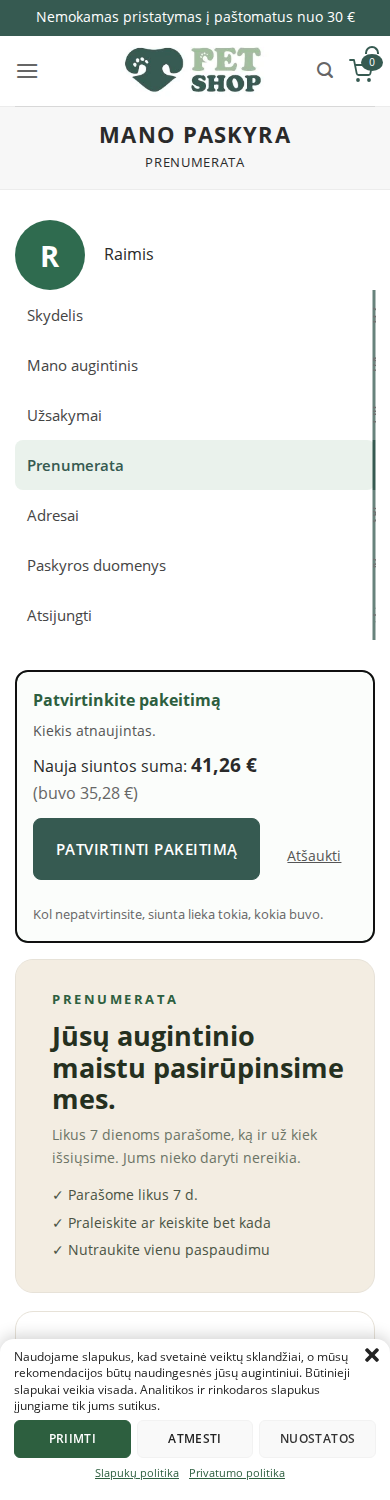 Nemokamas pristatymas į paštomatus nuo 30 €
PET
SHOP
0
MANO PASKYRA
PRENUMERATA
R
Raimis
Skydelis
Mano augintinis
Užsakymai
Prenumerata
Adresai
Paskyros duomenys
Atsijungti
Patvirtinkite pakeitimą
Kiekis atnaujintas.
Nauja siuntos suma: 41,26 €
(buvo 35,28 €)
PATVIRTINTI PAKEITIMĄ
Atšaukti
Kol nepatvirtinsite, siunta lieka tokia, kokia buvo.
PRENUMERATA
Jūsų augintinio
maistu pasirūpinsime
mes.
Likus 7 dienoms parašome, ką ir už kiek
išsiųsime. Jums nieko daryti nereikia.
✓ Parašome likus 7 d.
✓ Praleiskite ar keiskite bet kada
✓ Nutraukite vienu paspaudimu
Naudojame slapukus, kad svetainė veiktų sklandžiai, o mūsų
rekomendacijos būtų naudingesnės jūsų augintiniui. Būtinieji
slapukai veikia visada. Analitikos ir rinkodaros slapukus
įjungiame tik jums sutikus.
PRIIMTI
ATMESTI
NUOSTATOS
Slapukų politika
Privatumo politika